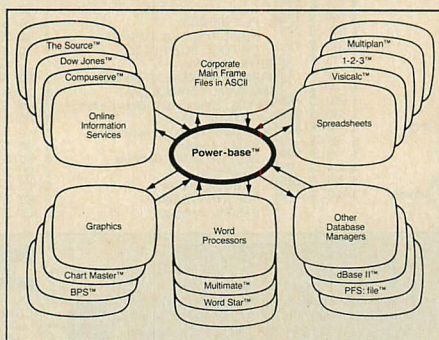 The Source™
Dow Jones™
Compuserve™
Online
Information
Services
Corporate
Main Frame
Files in ASCII
Multiplan™
1-2-3™
Visicalc™
Spreadsheets
Power-base™
Graphics
Chart Master™
BPS™
Word
Processors
Multimate™
Word Star™
Other
Database
Managers
dBase II™
PFS: file™